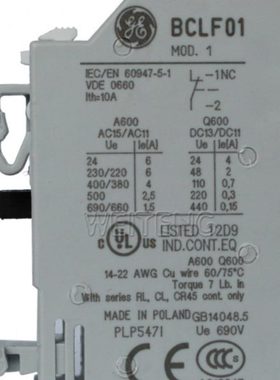 GE BCLF01
MOD. 1
IEC/EN 60947-5-1
VDE 0660
Ith=10A
1NC
2
A600 Q600
AC15/AC11 DC13/DC11
Ue Ie(A) Ue Ie(A)
24 6 24 4
230/220 6 48 2
400/380 4 110 0,7
500 2,5 220 0,3
690/660 1,5 440 0,15
WEITENG
C UL US LISTED 12D9
IND.CONT.EQ
A600 Q600
14-22 AWG Cu wire 60/75°C
Torque 7 Lb. In
With series RL, CL, CR45 cont. only
MADE IN POLAND GB14048.5
PLP5471 Ue 690V
CE CCC